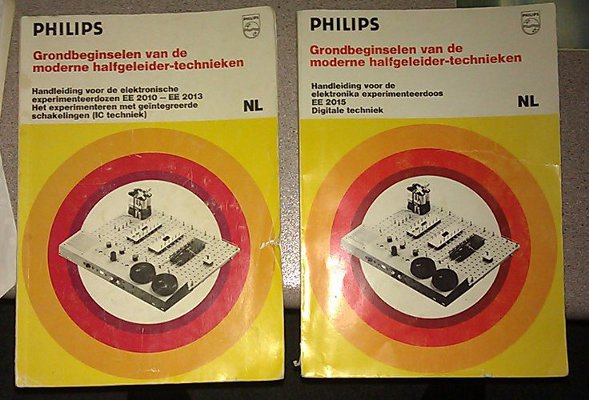 PHILIPS
PHILIPS
Grondbeginselen van de
moderne halfgeleider-technieken
Handleiding voor de elektronische
experimenteerdozen EE 2010 – EE 2013
Het experimenteren met geïntegreerde
schakelingen (IC techniek)
NL
PHILIPS
PHILIPS
Grondbeginselen van de
moderne halfgeleider-technieken
Handleiding voor de
elektronika experimenteerdoos
EE 2015
Digitale techniek
NL